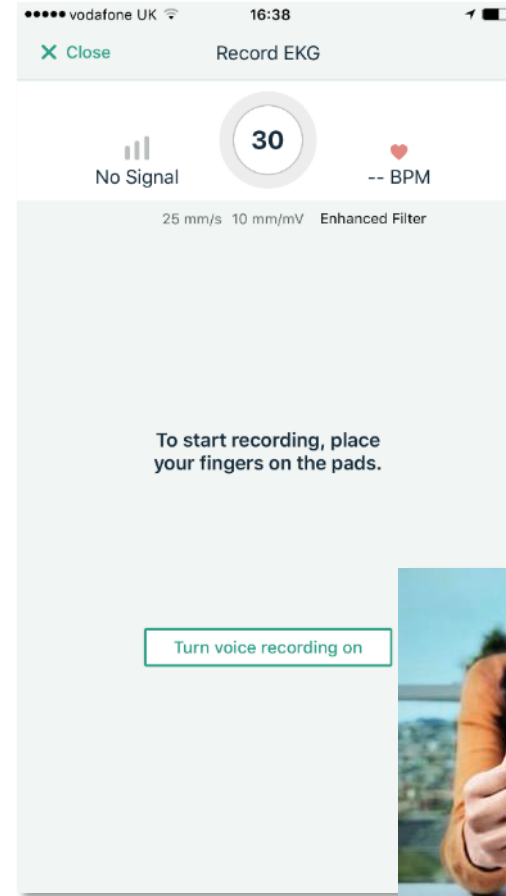 vodafone UK 16:38
Close Record EKG
30
No Signal -- BPM
25 mm/s 10 mm/mV Enhanced Filter
To start recording, place
your fingers on the pads.
Turn voice recording on